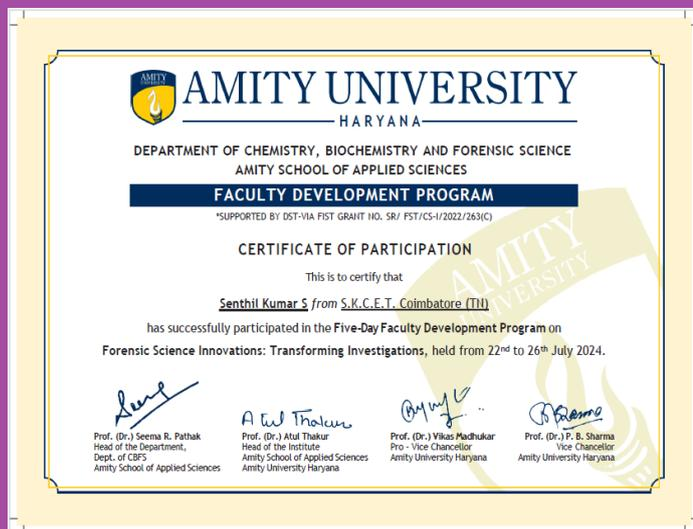 AMITY
UNIVERSITY
AMITY UNIVERSITY
HARYANA
DEPARTMENT OF CHEMISTRY, BIOCHEMISTRY AND FORENSIC SCIENCE
AMITY SCHOOL OF APPLIED SCIENCES
FACULTY DEVELOPMENT PROGRAM
*SUPPORTED BY DST-VIA FIST GRANT NO. SR/ FST/CS-I/2022/263(C)
CERTIFICATE OF PARTICIPATION
This is to certify that
Senthil Kumar S from S.K.C.E.T. Coimbatore (TN)
has successfully participated in the Five-Day Faculty Development Program on
Forensic Science Innovations: Transforming Investigations, held from 22nd to 26th July 2024.
AMITY
UNIVERSITY
Atul Thakur
Prof. (Dr.) Seema R. Pathak
Head of the Department,
Dept. of CBFS
Amity School of Applied Sciences
Prof. (Dr.) Atul Thakur
Head of the Institute
Amity School of Applied Sciences
Amity University Haryana
Prof. (Dr.) Vikas Madhukar
Pro - Vice Chancellor
Amity University Haryana
Prof. (Dr.) P. B. Sharma
Vice Chancellor
Amity University Haryana